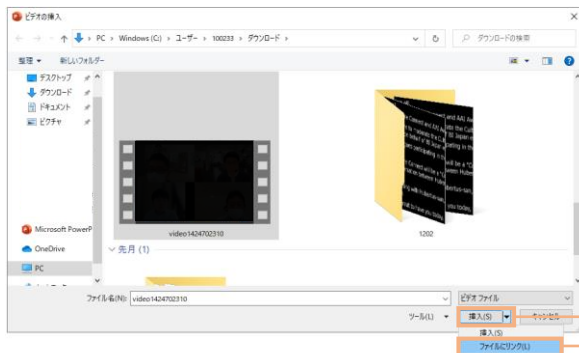 ビデオの挿入
PC › Windows (C:) › ユーザー › 100233 › ダウンロード ›
ダウンロードの検索
整理 新しいフォルダー
デスクトップ
ダウンロード
ドキュメント
ピクチャ
Microsoft PowerP
OneDrive
PC
video1424702310
1202
先月 (1)
ファイル名(N): video1424702310
ビデオ ファイル
ツール(L) 挿入(S) キャンセル
挿入(S)
ファイルにリンク(L)